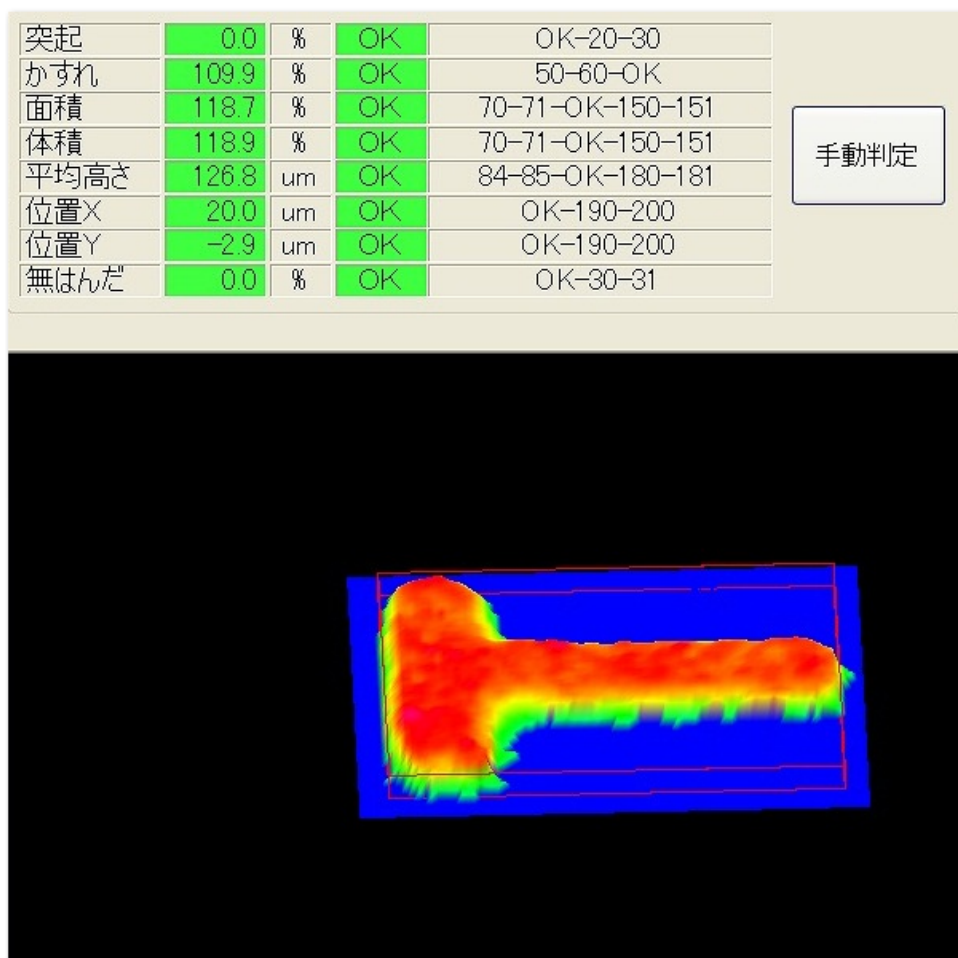 突起 0.0 % OK OK-20-30
かすれ 109.9 % OK 50-60-OK
面積 118.7 % OK 70-71-OK-150-151
体積 118.9 % OK 70-71-OK-150-151
平均高さ 126.8 um OK 84-85-OK-180-181
位置X 20.0 um OK OK-190-200
位置Y -2.9 um OK OK-190-200
無はんだ 0.0 % OK OK-30-31
手動判定